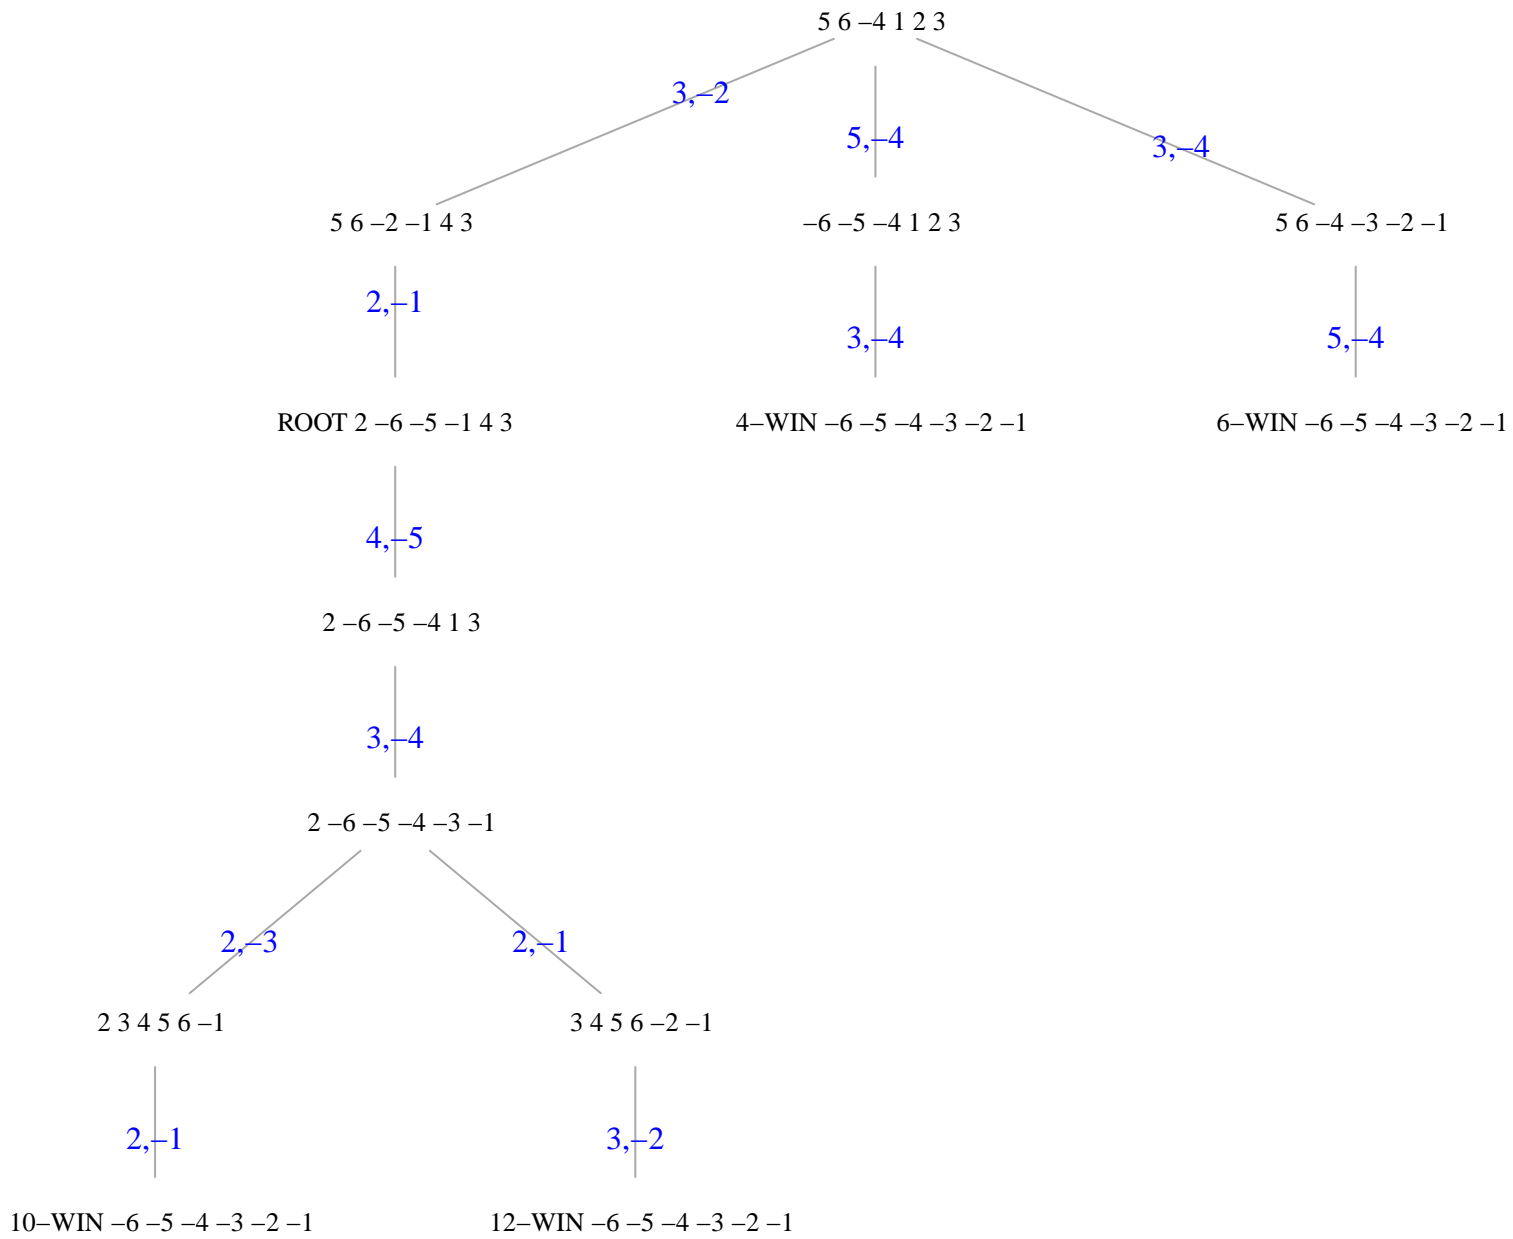 5 6 –4 1 2 3
3,–2
5,–4
3,–4
5 6 –2 –1 4 3
–6 –5 –4 1 2 3
5 6 –4 –3 –2 –1
2,–1
3,–4
5,–4
ROOT 2 –6 –5 –1 4 3
4–WIN –6 –5 –4 –3 –2 –1
6–WIN –6 –5 –4 –3 –2 –1
4,–5
2 –6 –5 –4 1 3
3,–4
2 –6 –5 –4 –3 –1
2,–3
2,–1
2 3 4 5 6 –1
3 4 5 6 –2 –1
2,–1
3,–2
10–WIN –6 –5 –4 –3 –2 –1
12–WIN –6 –5 –4 –3 –2 –1